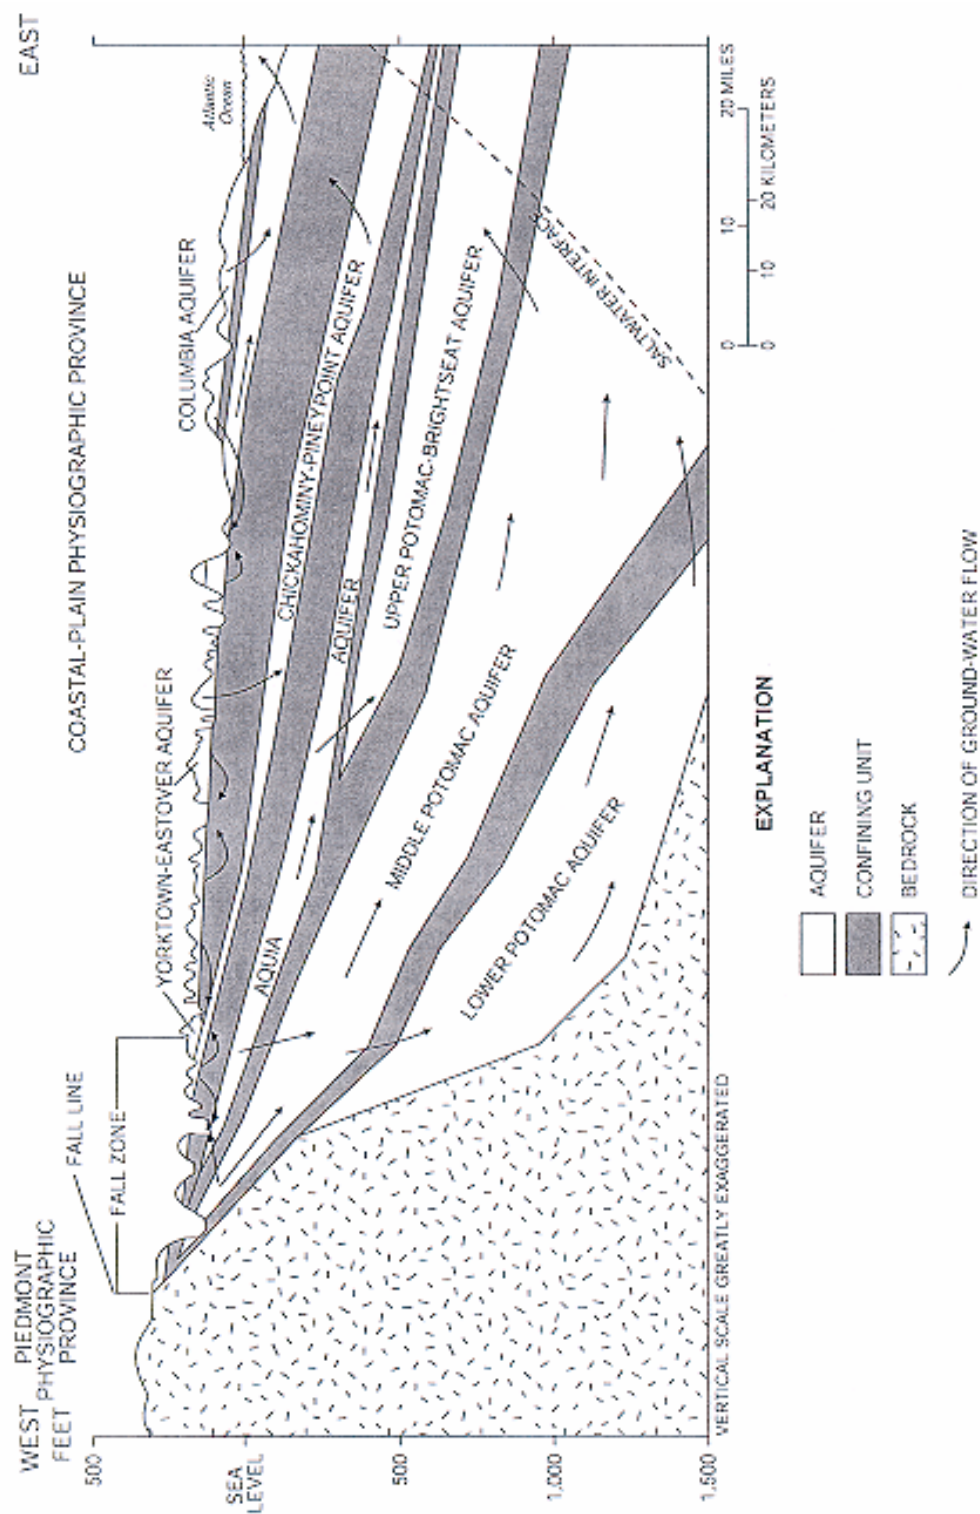 WEST
EAST
PIEDMONT
PHYSIOGRAPHIC
PROVINCE
COASTAL-PLAIN PHYSIOGRAPHIC PROVINCE
FEET
FALL LINE
FALL ZONE
YORKTOWN-EASTOVER AQUIFER
COLUMBIA AQUIFER
Atlantic
Ocean
500
SEA
LEVEL
500
1,000
1,500
AQUIA
AQUIFER
CHICKAHOMINY-PINEYPOINT AQUIFER
UPPER POTOMAC-BRIGHTSEAT AQUIFER
MIDDLE POTOMAC AQUIFER
LOWER POTOMAC AQUIFER
SALTWATER INTERFACE
VERTICAL SCALE GREATLY EXAGGERATED
0 10 20 MILES
0 10 20 KILOMETERS
EXPLANATION
AQUIFER
CONFINING UNIT
BEDROCK
DIRECTION OF GROUND-WATER FLOW